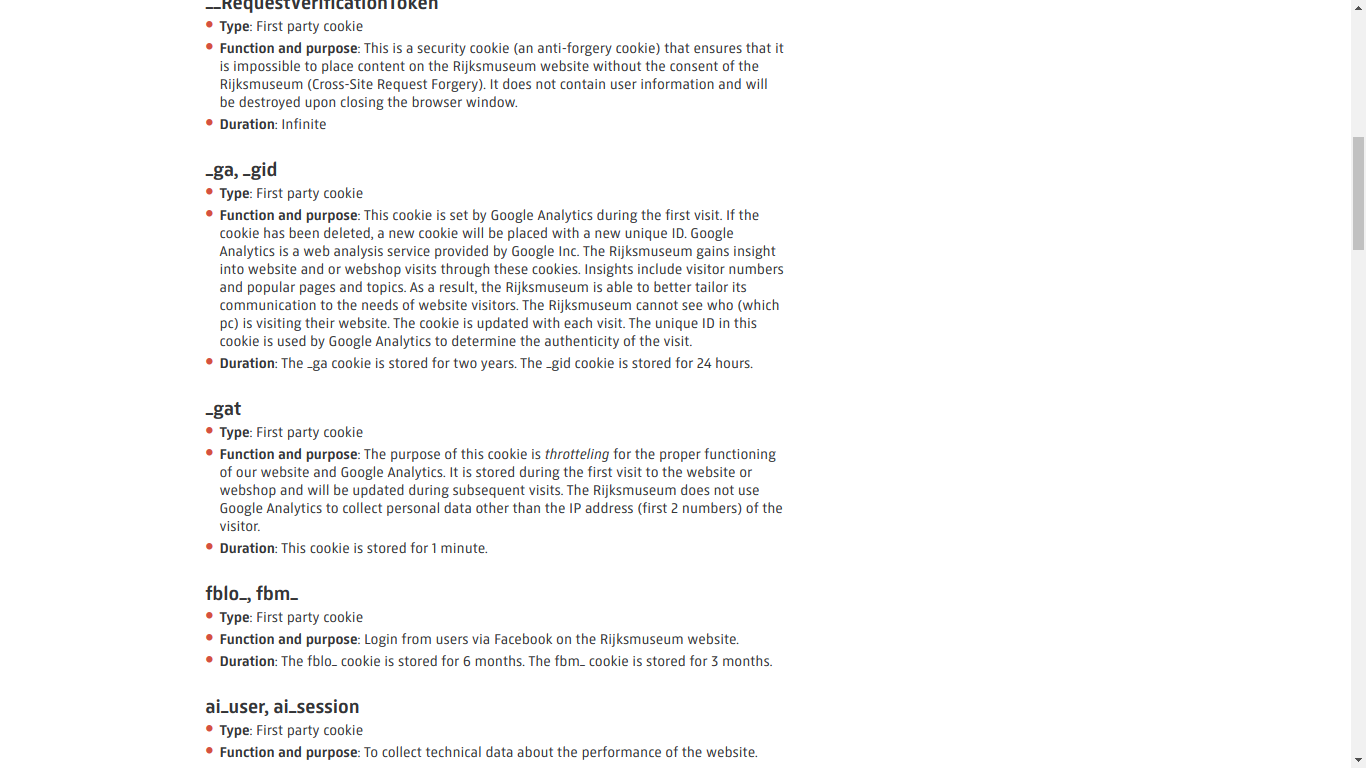 __RequestVerificationToken
Type: First party cookie
Function and purpose: This is a security cookie (an anti-forgery cookie) that ensures that it
is impossible to place content on the Rijksmuseum website without the consent of the
Rijksmuseum (Cross-Site Request Forgery). It does not contain user information and will
be destroyed upon closing the browser window.
Duration: Infinite
_ga, _gid
Type: First party cookie
Function and purpose: This cookie is set by Google Analytics during the first visit. If the
cookie has been deleted, a new cookie will be placed with a new unique ID. Google
Analytics is a web analysis service provided by Google Inc. The Rijksmuseum gains insight
into website and or webshop visits through these cookies. Insights include visitor numbers
and popular pages and topics. As a result, the Rijksmuseum is able to better tailor its
communication to the needs of website visitors. The Rijksmuseum cannot see who (which
pc) is visiting their website. The cookie is updated with each visit. The unique ID in this
cookie is used by Google Analytics to determine the authenticity of the visit.
Duration: The _ga cookie is stored for two years. The _gid cookie is stored for 24 hours.
_gat
Type: First party cookie
Function and purpose: The purpose of this cookie is throtteling for the proper functioning
of our website and Google Analytics. It is stored during the first visit to the website or
webshop and will be updated during subsequent visits. The Rijksmuseum does not use
Google Analytics to collect personal data other than the IP address (first 2 numbers) of the
visitor.
Duration: This cookie is stored for 1 minute.
fblo_, fbm_
Type: First party cookie
Function and purpose: Login from users via Facebook on the Rijksmuseum website.
Duration: The fblo_ cookie is stored for 6 months. The fbm_ cookie is stored for 3 months.
ai_user, ai_session
Type: First party cookie
Function and purpose: To collect technical data about the performance of the website.